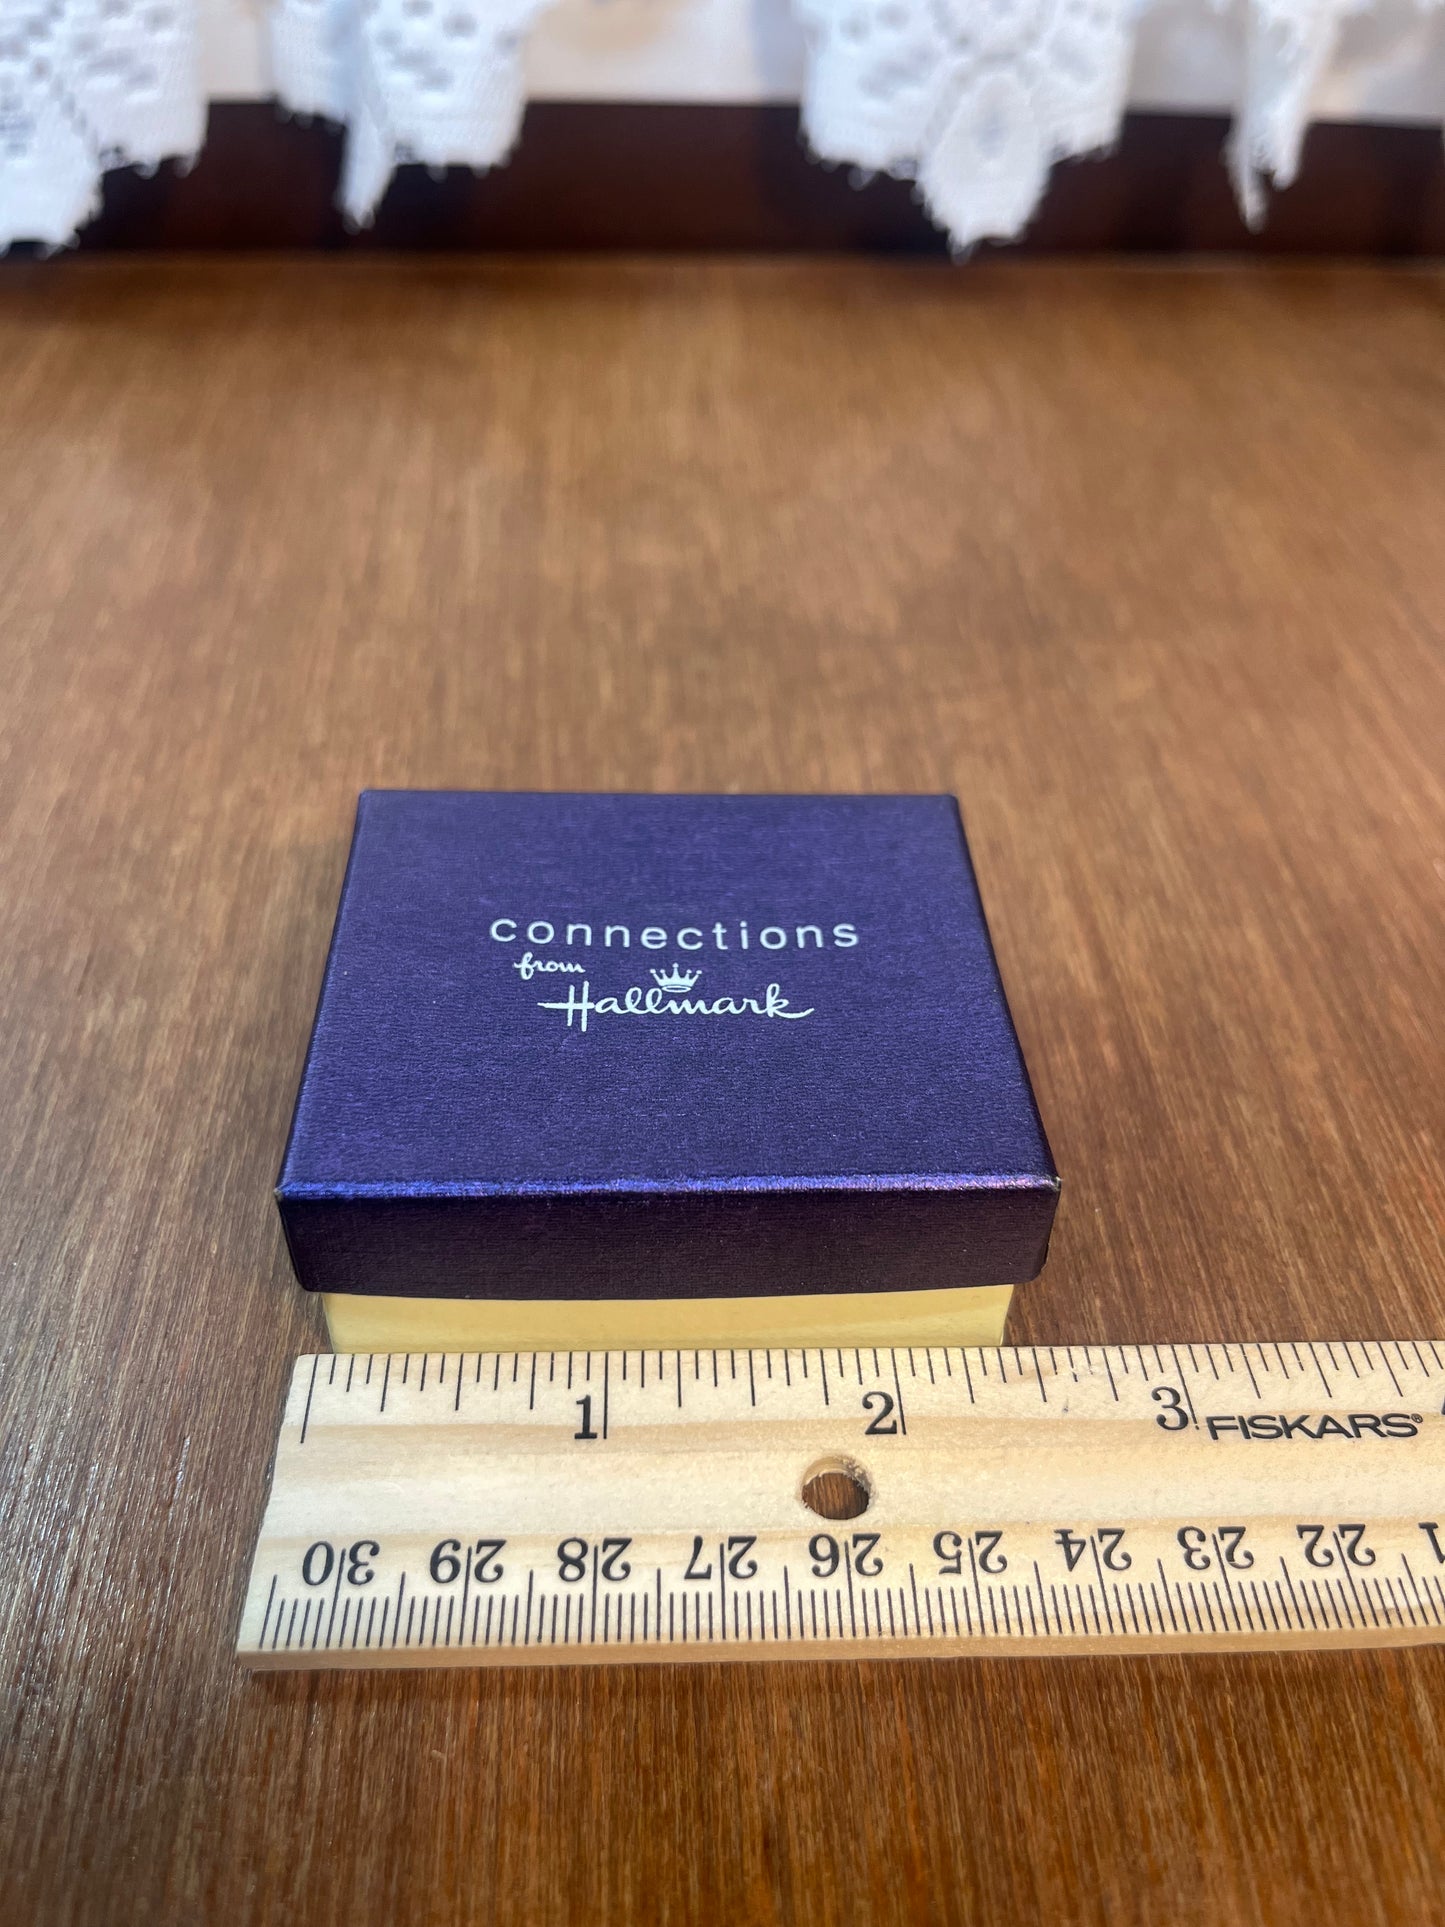 connections
from
Hallmark
1 2 3 FISKARS®
30 29 28 27 26 25 24 23 22